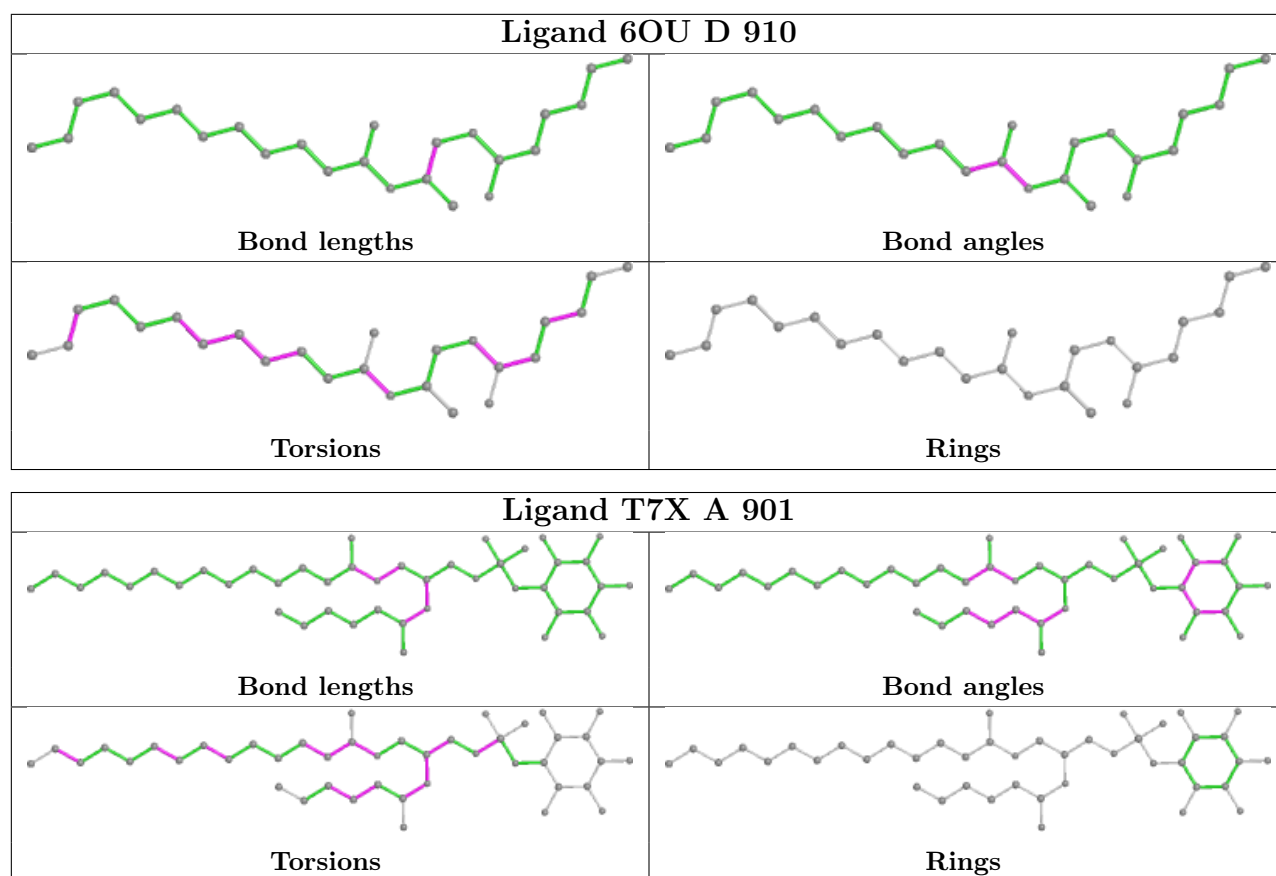 Ligand 6OU D 910
Bond lengths
Bond angles
Torsions
Rings
Ligand T7X A 901
Bond lengths
Bond angles
Torsions
Rings